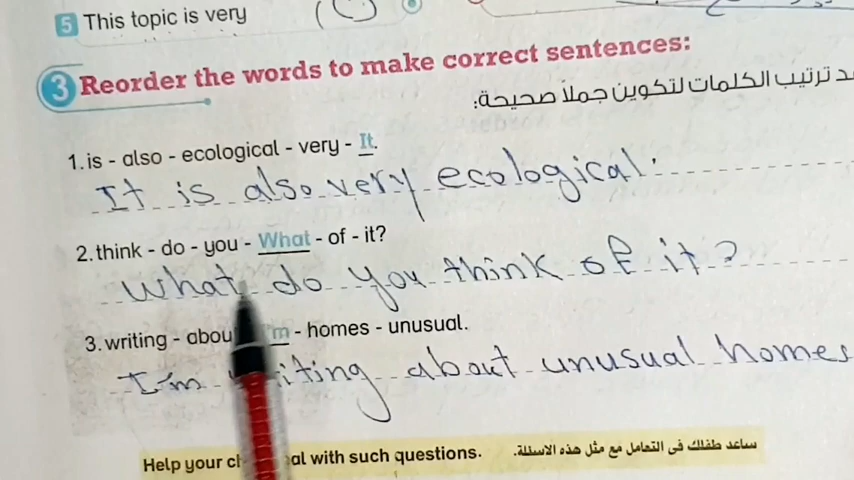 5 This topic is very
3 Reorder the words to make correct sentences:
ترتيب الكلمات لتكوين جملا صحيحة:
1. is - also - ecological - very - It.
It is also very ecological.
2. think - do - you - What - of - it?
What do you think of it?
3. writing - abou I'm - homes - unusual.
I'm writing about unusual homes
Help your ch al with such questions. ساعد طفلك فى التعامل مع مثل هذه الاسئلة.